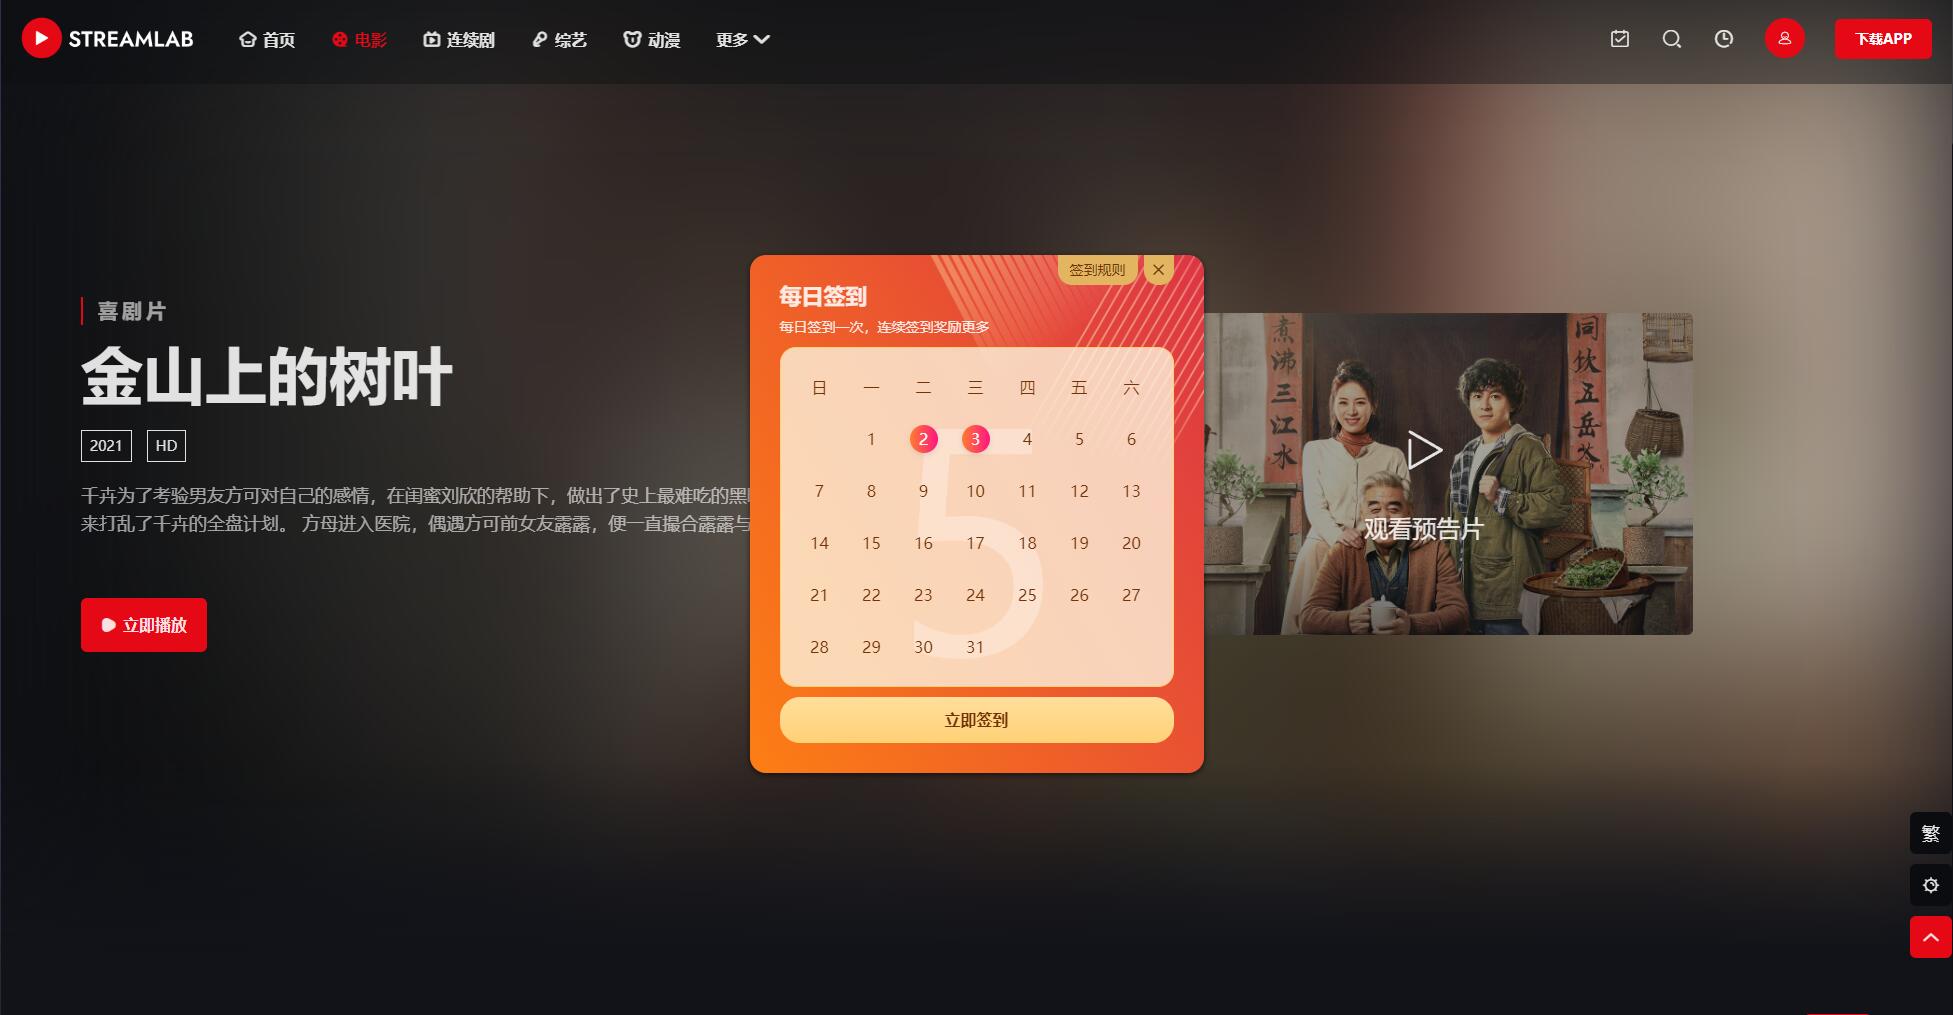 STREAMLAB 首页 电影 连续剧 综艺 动漫 更多 下载APP
喜剧片
金山上的树叶
2021 HD
千卉为了考验男友方可对自己的感情，在闺蜜刘欣的帮助下，做出了史上最难吃的黑
来打乱了千卉的全盘计划。 方母进入医院，偶遇方可前女友露露，便一直撮合露露与
立即播放
签到规则
每日签到
每日签到一次，连续签到奖励更多
日 一 二 三 四 五 六
1 2 3 4 5 6
7 8 9 10 11 12 13
14 15 16 17 18 19 20
21 22 23 24 25 26 27
28 29 30 31
5
立即签到
煮沸三江水
同饮五岳茶
观看预告片
繁